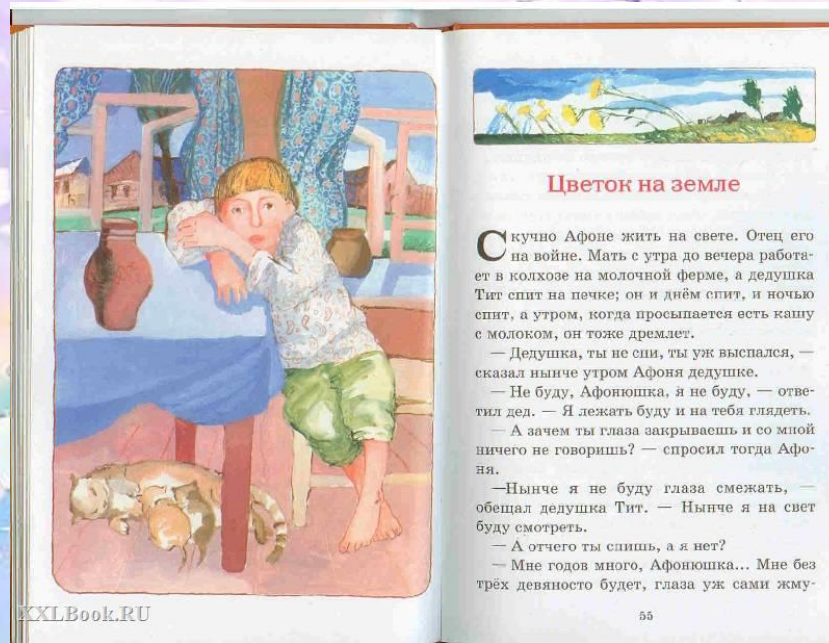 Цветок на земле
Скучно Афоне жить на свете. Отец его
на войне. Мать с утра до вечера работа-
ет в колхозе на молочной ферме, а дедушка
Тит спит на печке; он и днём спит, и ночью
спит, а утром, когда просыпается есть кашу
с молоком, он тоже дремлет.
— Дедушка, ты не спи, ты уж выспался, —
сказал нынче утром Афоня дедушке.
— Не буду, Афонюшка, я не буду, — отве-
тил дед. — Я лежать буду и на тебя глядеть.
— А зачем ты глаза закрываешь и со мной
ничего не говоришь? — спросил тогда Афо-
ня.
—Нынче я не буду глаза смежать, —
обещал дедушка Тит. — Нынче я на свет
буду смотреть.
— А отчего ты спишь, а я нет?
— Мне годов много, Афонюшка... Мне без
трёх девяносто будет, глаза уж сами жму-
55
XXLBook.RU